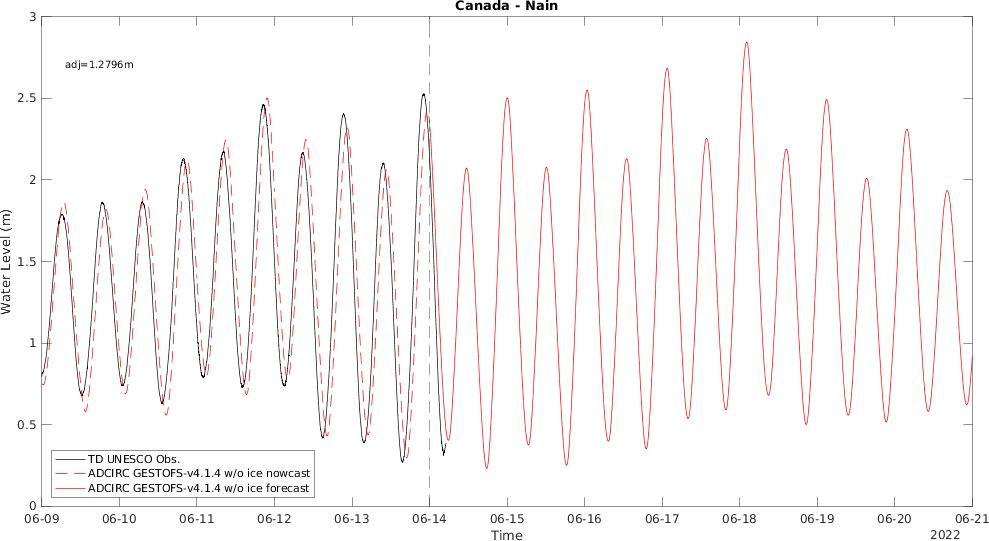 Canada - Nain
3
2.5
2
1.5
1
0.5
0
Water Level (m)
adj=1.2796m
TD UNESCO Obs.
ADCIRC GESTOFS-v4.1.4 w/o ice nowcast
ADCIRC GESTOFS-v4.1.4 w/o ice forecast
06-09 06-10 06-11 06-12 06-13 06-14 06-15 06-16 06-17 06-18 06-19 06-20 06-21
Time
2022